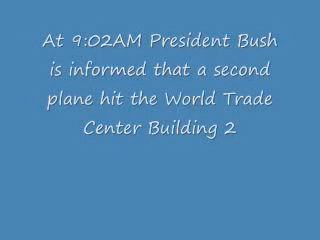 At 9:02AM President Bush
is informed that a second
plane hit the World Trade
Center Building 2